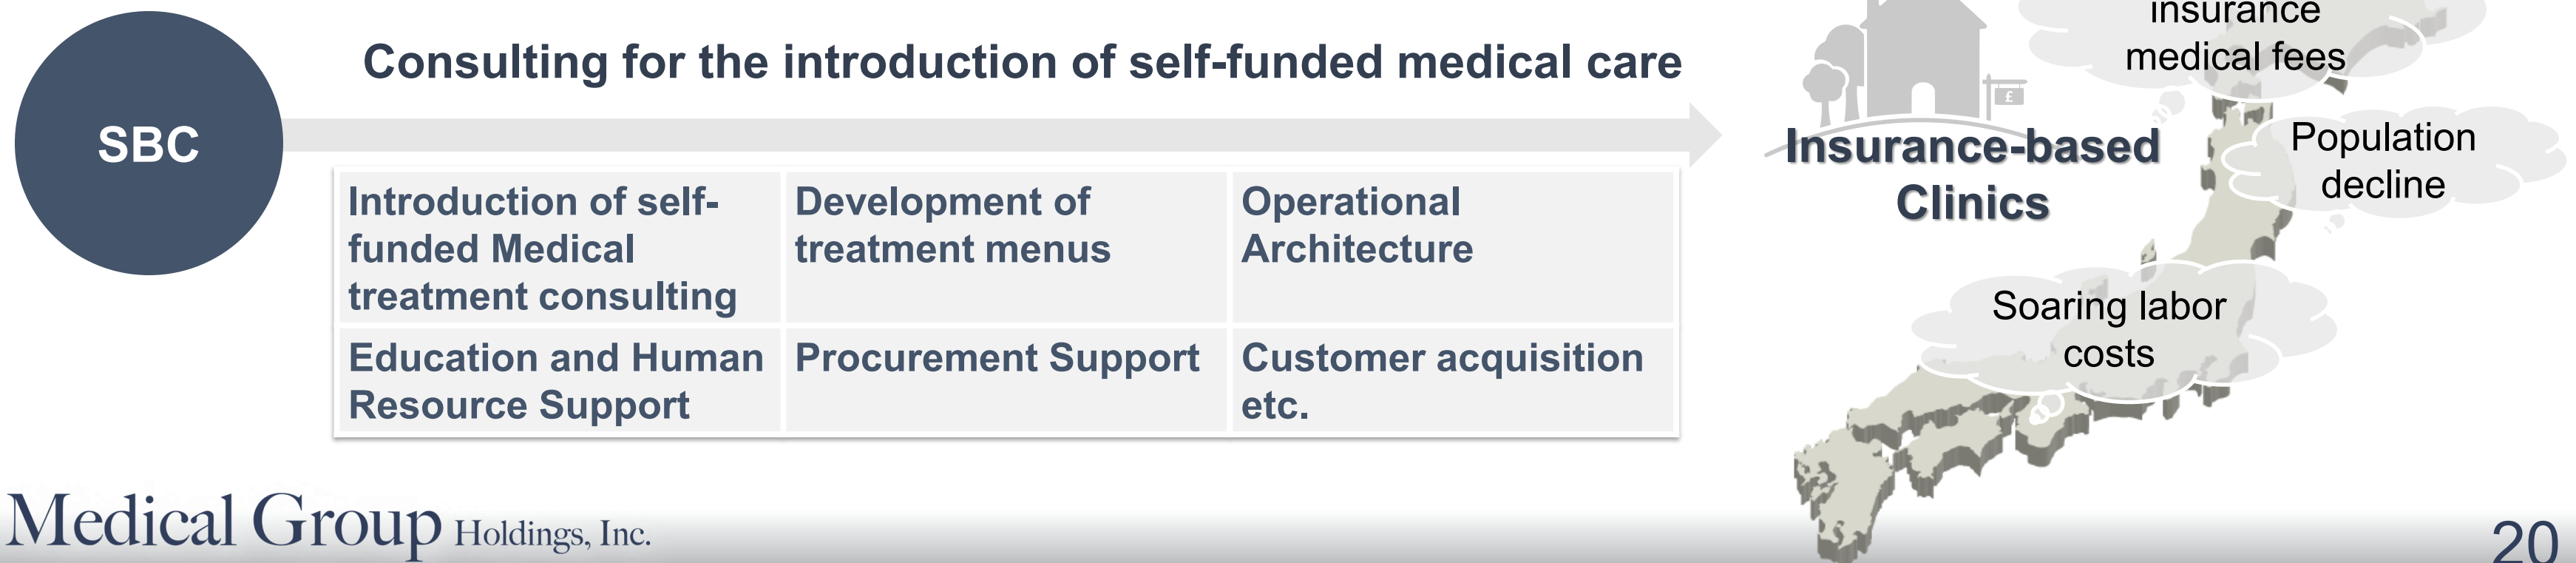 insurance
medical fees
Consulting for the introduction of self-funded medical care
SBC
£
Insurance-based
Clinics
Population
decline
Introduction of self-
funded Medical
treatment consulting
Development of
treatment menus
Operational
Architecture
Soaring labor
costs
Education and Human
Resource Support
Procurement Support
Customer acquisition
etc.
Medical Group Holdings, Inc.
20